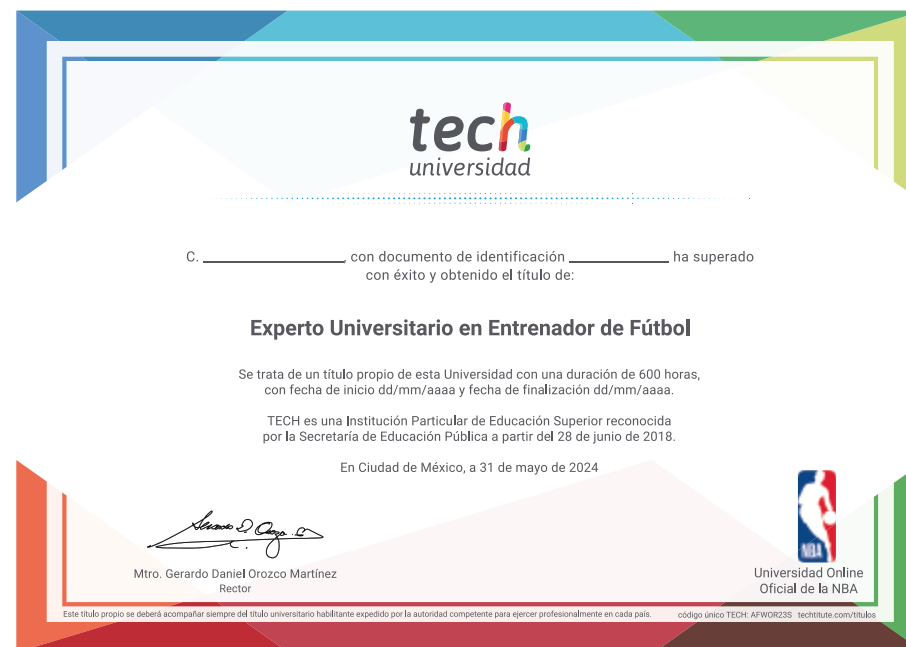 tech
universidad
C. ____________, con documento de identificación ____________ ha superado
con éxito y obtenido el título de:
Experto Universitario en Entrenador de Fútbol
Se trata de un título propio de esta Universidad con una duración de 600 horas,
con fecha de inicio dd/mm/aaaa y fecha de finalización dd/mm/aaaa.
TECH es una Institución Particular de Educación Superior reconocida
por la Secretaría de Educación Pública a partir del 28 de junio de 2018.
En Ciudad de México, a 31 de mayo de 2024
Mtro. Gerardo Daniel Orozco Martínez
Rector
NBA
Universidad Online
Oficial de la NBA
Este título propio se deberá acompañar siempre del título universitario habilitante expedido por la autoridad competente para ejercer profesionalmente en cada país.
código único TECH: AFWOR23S techtitute.com/titulos